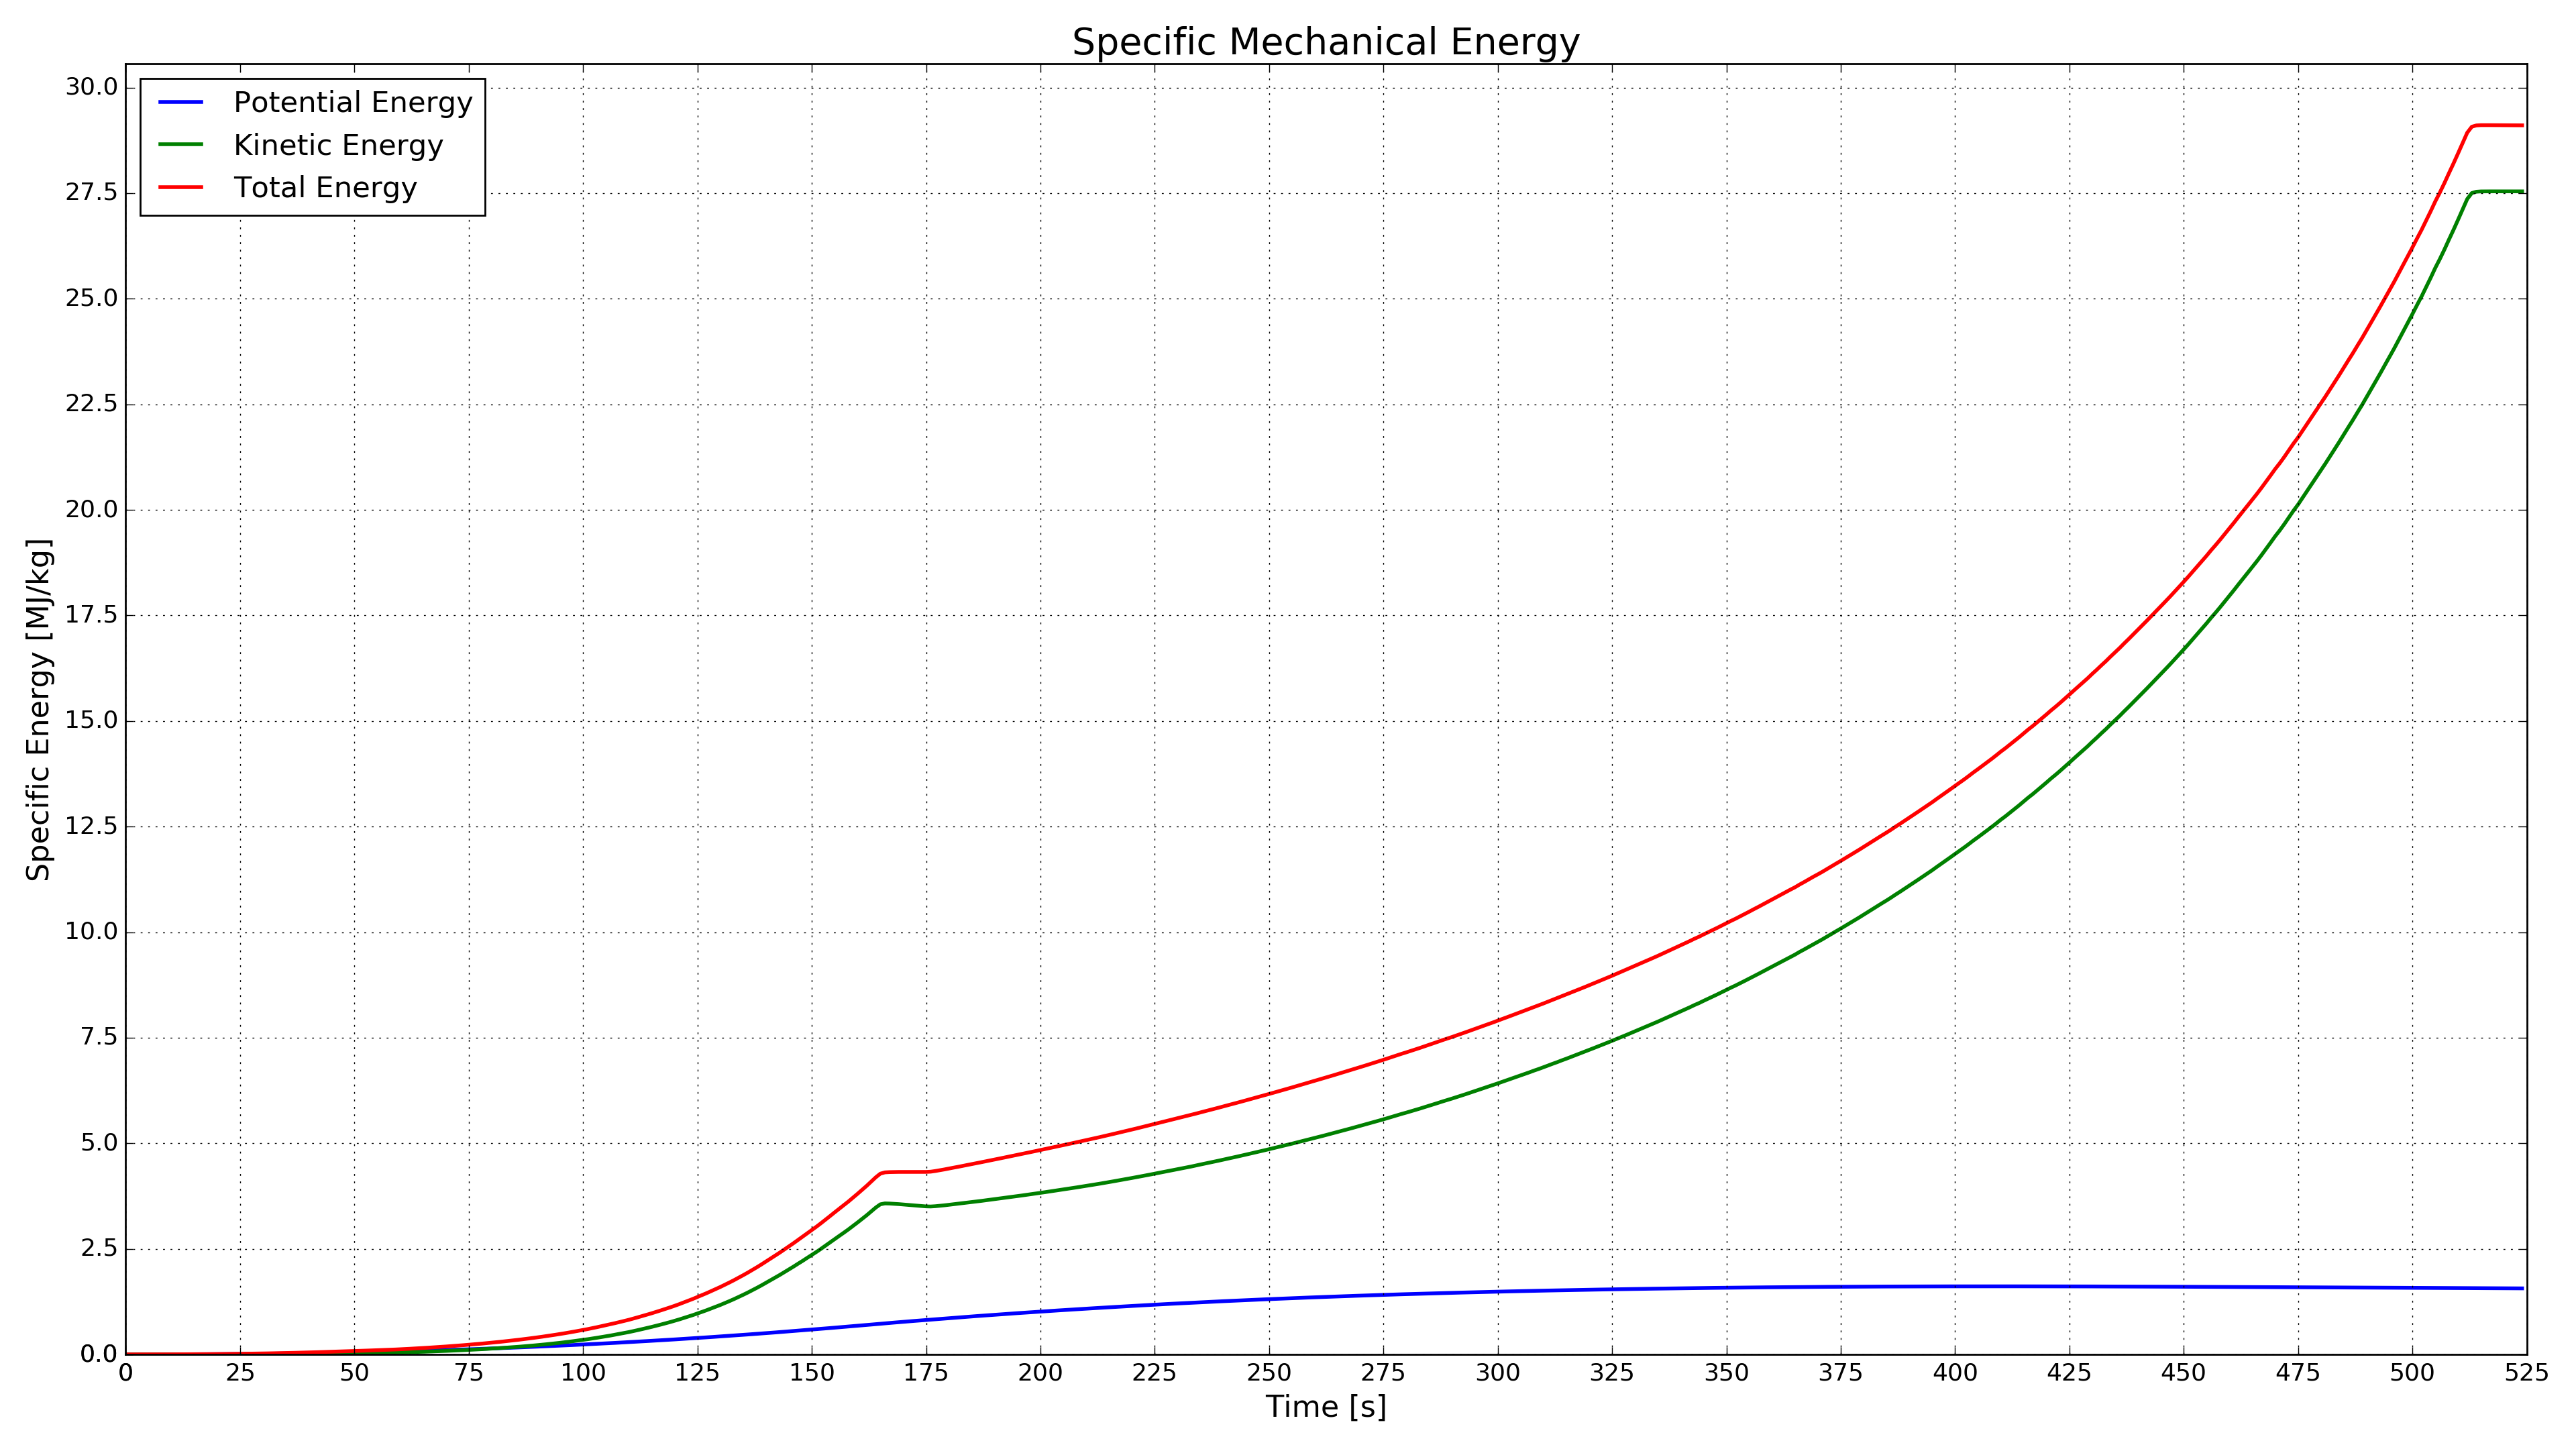 Specific Mechanical Energy
Potential Energy
Kinetic Energy
Total Energy
Specific Energy [MJ/kg]
30.0
27.5
25.0
22.5
20.0
17.5
15.0
12.5
10.0
7.5
5.0
2.5
0.0
0 25 50 75 100 125 150 175 200 225 250 275 300 325 350 375 400 425 450 475 500 525
Time [s]